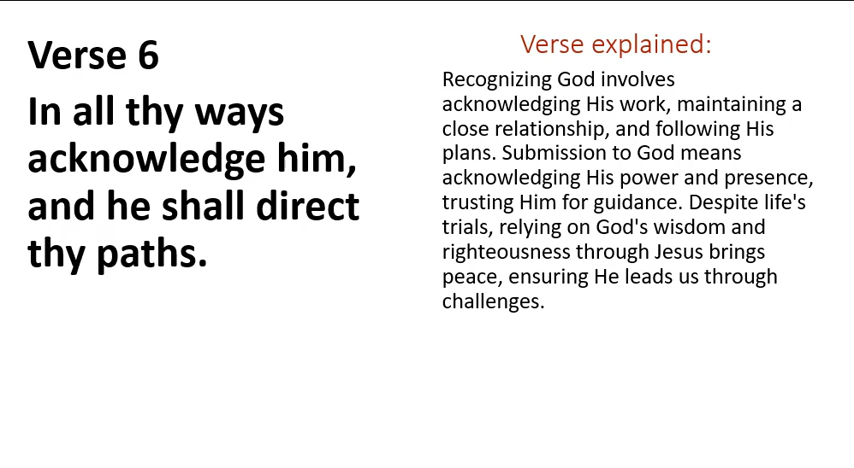 Verse 6
In all thy ways
acknowledge him,
and he shall direct
thy paths.
Verse explained:
Recognizing God involves
acknowledging His work, maintaining a
close relationship, and following His
plans. Submission to God means
acknowledging His power and presence,
trusting Him for guidance. Despite life's
trials, relying on God's wisdom and
righteousness through Jesus brings
peace, ensuring He leads us through
challenges.